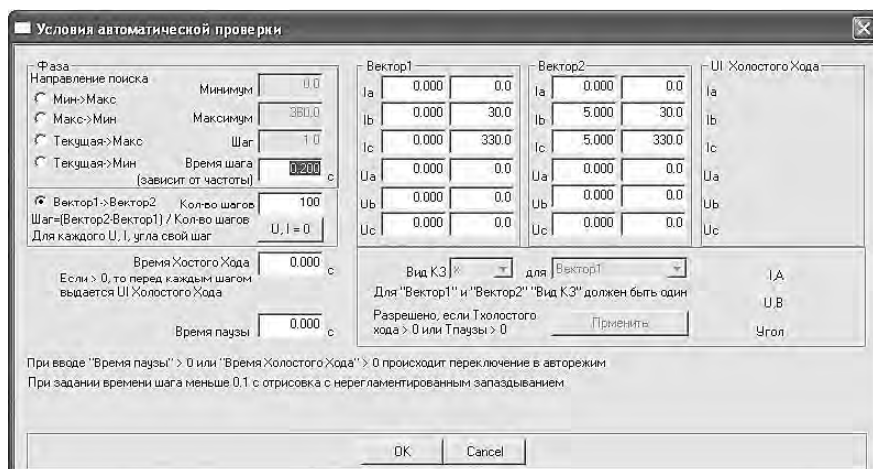 Условия автоматической проверки
Фаза
Направление поиска
Мин->Макс
Макс->Мин
Текущая->Макс
Текущая->Мин
Минимум 0.0
Максимум 360.0
Шаг 1.0
Время шага 0.200 с
(зависит от частоты)
Вектор1->Вектор2 Кол-во шагов 100
Шаг=(Вектор2-Вектор1) / Кол-во шагов
Для каждого U, I, угла свой шаг
U, I = 0
Время Хостого Хода 0.000 с
Если > 0, то перед каждым шагом
выдается UI Холостого Хода
Время паузы 0.000 с
Вектор1
Ia 0.000 0.0
Ib 0.000 30.0
Ic 0.000 330.0
Ua 0.000 0.0
Ub 0.000 0.0
Uc 0.000 0.0
Вектор2
Ia 0.000 0.0
Ib 5.000 30.0
Ic 5.000 330.0
Ua 0.000 0.0
Ub 0.000 0.0
Uc 0.000 0.0
UI Холостого Хода
Ia
Ib
Ic
Ua
Ub
Uc
Вид КЗ x для Вектор1
Для "Вектор1" и "Вектор2" "Вид КЗ" должен быть один
Разрешено, если Тхолостого
хода > 0 или Тпаузы > 0
Прменить
I,A
U,B
Угол
При вводе "Время паузы" > 0 или "Время Холостого Хода" > 0 происходит переключение в авторежим
При задании времени шага меньше 0.1 с отрисовка с нерегламентированным запаздыванием
OK
Cancel